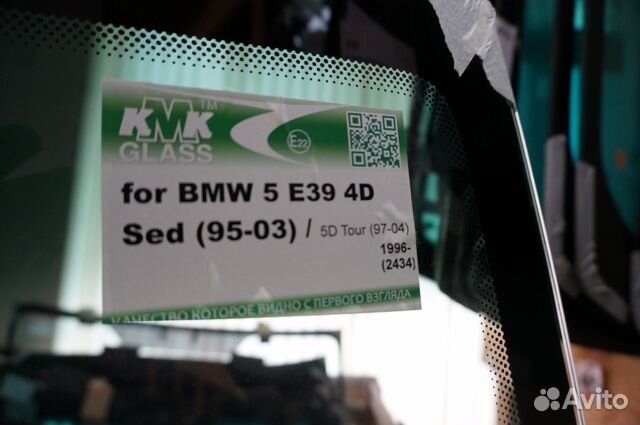 KMK TM
GLASS
E22
for BMW 5 E39 4D
Sed (95-03) / 5D Tour (97-04)
1996-
(2434)
КАЧЕСТВО КОТОРОЕ ВИДНО С ПЕРВОГО ВЗГЛЯДА
Avito